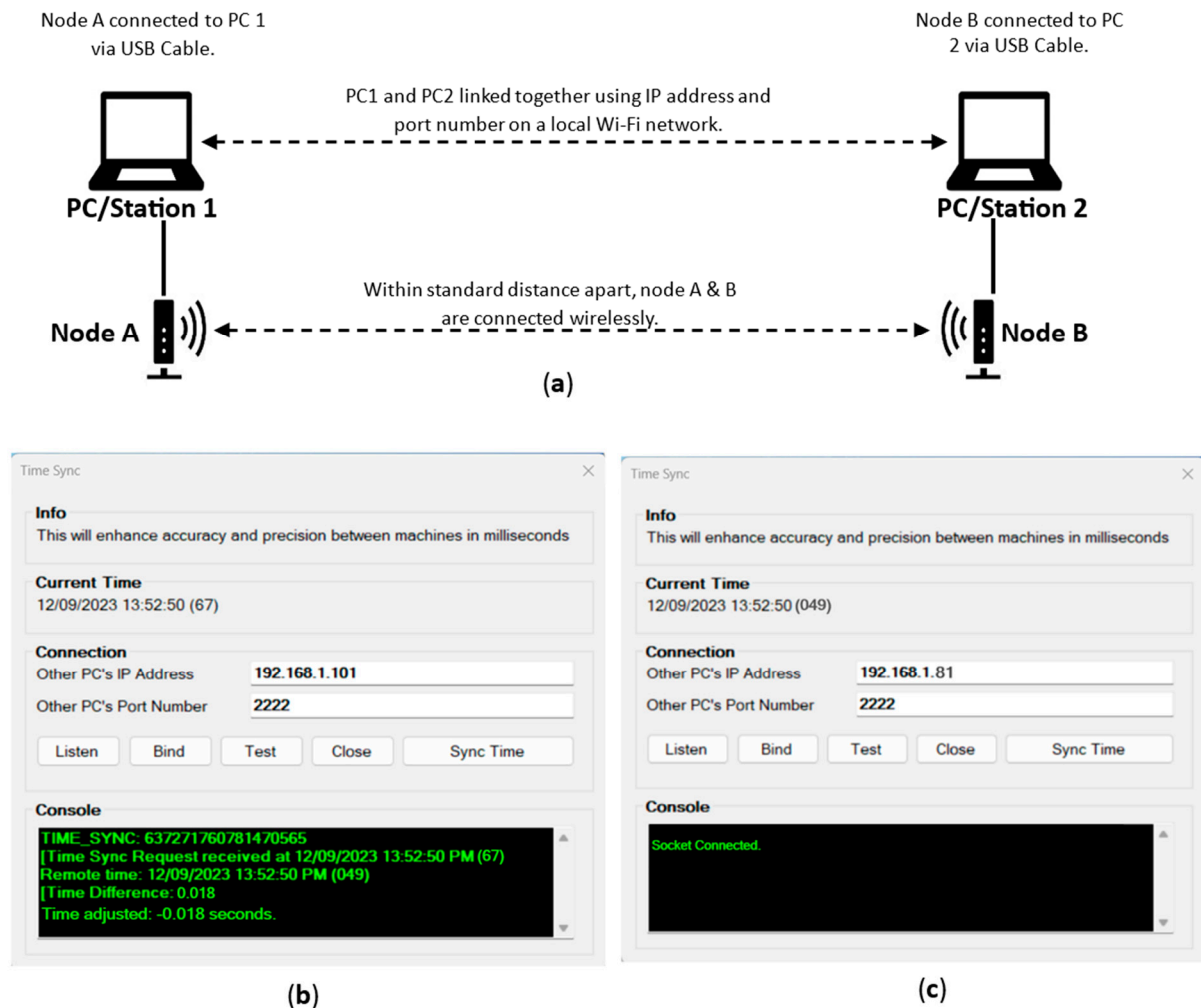 Node A connected to PC 1
via USB Cable.
Node B connected to PC
2 via USB Cable.
PC1 and PC2 linked together using IP address and
port number on a local Wi-Fi network.
PC/Station 1
PC/Station 2
Within standard distance apart, node A & B
are connected wirelessly.
Node A
Node B
(a)
Time Sync
Info
This will enhance accuracy and precision between machines in milliseconds
Current Time
12/09/2023 13:52:50 (67)
Connection
Other PC's IP Address 192.168.1.101
Other PC's Port Number 2222
Listen Bind Test Close Sync Time
Console
TIME_SYNC: 637271760781470565
[Time Sync Request received at 12/09/2023 13:52:50 PM (67)
Remote time: 12/09/2023 13:52:50 PM (049)
[Time Difference: 0.018
Time adjusted: -0.018 seconds.
(b)
Time Sync
Info
This will enhance accuracy and precision between machines in milliseconds
Current Time
12/09/2023 13:52:50 (049)
Connection
Other PC's IP Address 192.168.1.81
Other PC's Port Number 2222
Listen Bind Test Close Sync Time
Console
Socket Connected.
(c)